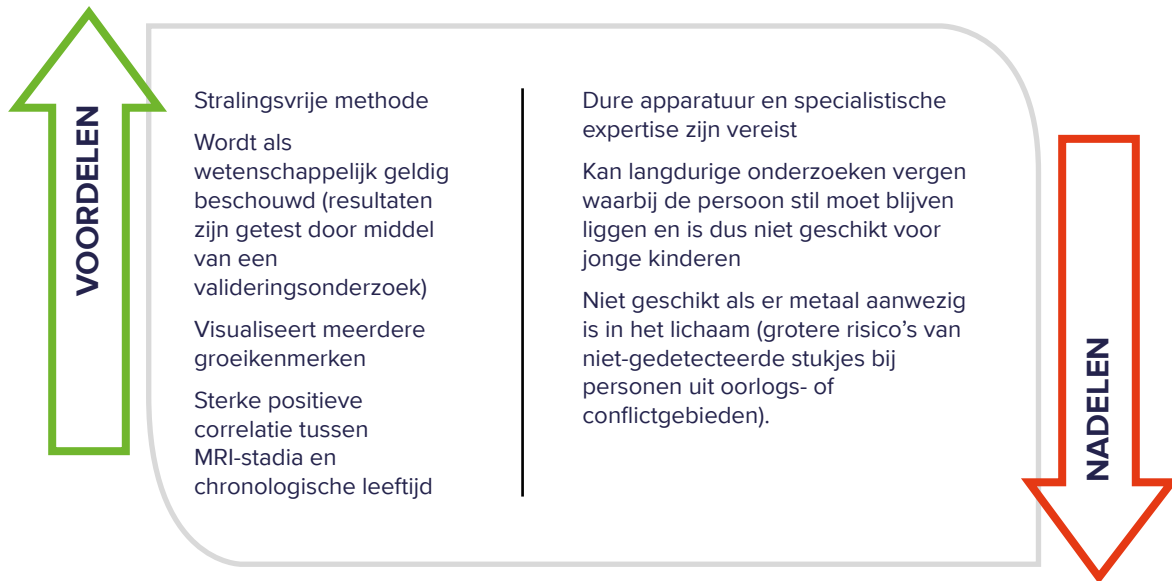 VOORDELEN
Stralingsvrije methode
Wordt als
wetenschappelijk geldig
beschouwd (resultaten
zijn getest door middel
van een
valideringsonderzoek)
Visualiseert meerdere
groeikenmerken
Sterke positieve
correlatie tussen
MRI-stadia en
chronologische leeftijd
Dure apparatuur en specialistische
expertise zijn vereist
Kan langdurige onderzoeken vergen
waarbij de persoon stil moet blijven
liggen en is dus niet geschikt voor
jonge kinderen
Niet geschikt als er metaal aanwezig
is in het lichaam (grotere risico’s van
niet-gedetecteerde stukjes bij
personen uit oorlogs- of
conflictgebieden).
NADELEN